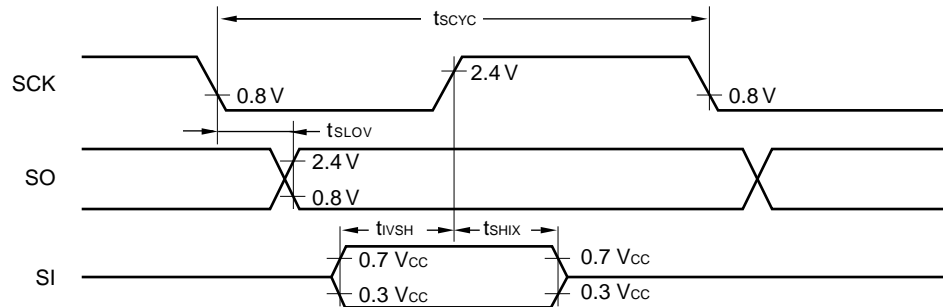 tSCYC
SCK
2.4 V
0.8 V
0.8 V
tSLOV
SO
2.4 V
0.8 V
tIVSH
tSHIX
SI
0.7 VCC
0.7 VCC
0.3 VCC
0.3 VCC